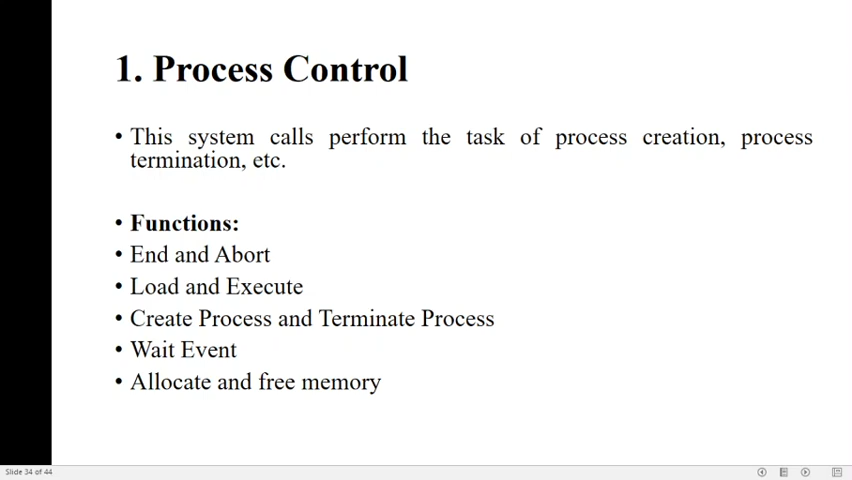 1. Process Control
• This system calls perform the task of process creation, process
termination, etc.
• Functions:
• End and Abort
• Load and Execute
• Create Process and Terminate Process
• Wait Event
• Allocate and free memory
Slide 34 of 44